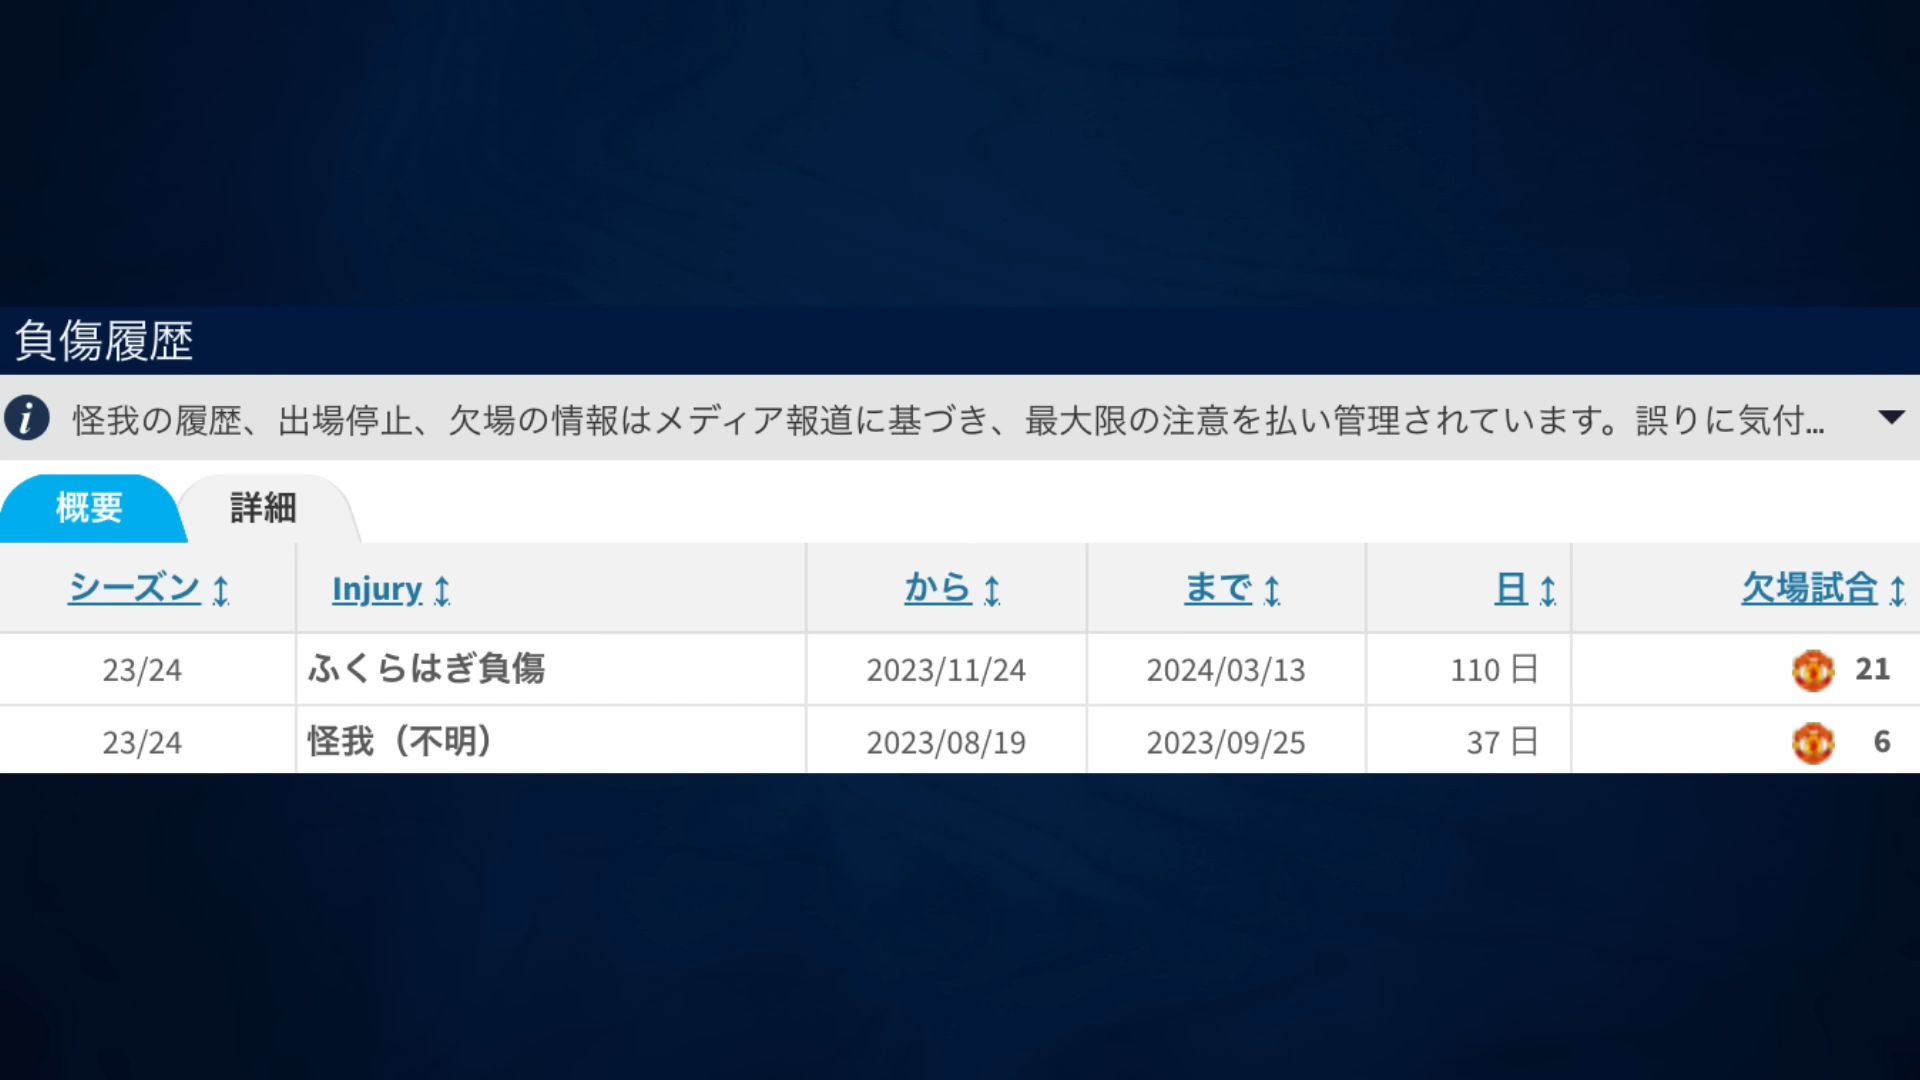 負傷履歴
i 怪我の履歴、出場停止、欠場の情報はメディア報道に基づき、最大限の注意を払い管理されています。誤りに気付...
概要 詳細
シーズン Injury から まで 日 欠場試合
23/24 ふくらはぎ負傷 2023/11/24 2024/03/13 110 日 21
23/24 怪我（不明） 2023/08/19 2023/09/25 37 日 6